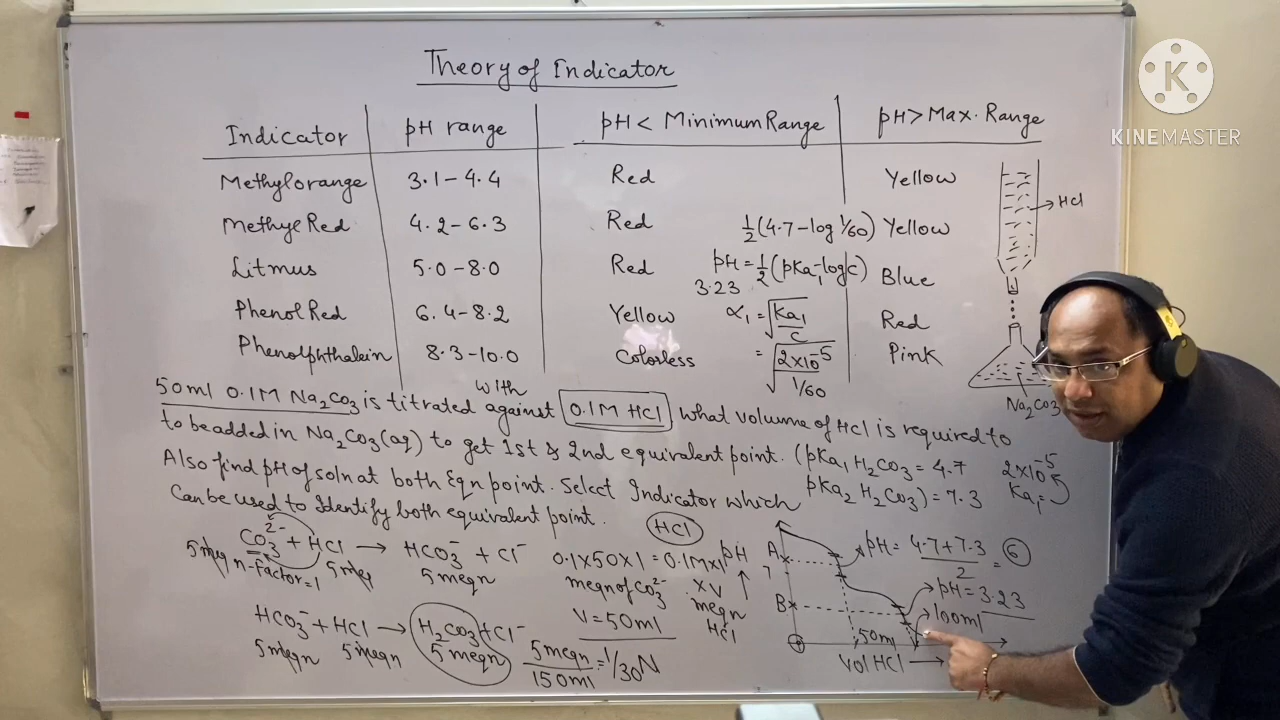 Theory of Indicator
Indicator pH range pH < Minimum Range pH > Max. Range
Methyl orange 3.1 – 4.4 Red Yellow
Methyl Red 4.2 – 6.3 Red ½(4.7 – log 1/60) Yellow
Litmus 5.0 – 8.0 Red pH = ½(pKa₁ – log C) Blue
3.23
Phenol Red 6.4 – 8.2 Yellow α₁ = √(Ka₁/C) Red
Phenolphthalein 8.3 – 10.0 Colorless = √(2×10⁻⁵/(1/60)) Pink
HCl
Na₂CO₃
with
50ml 0.1M Na₂CO₃ is titrated against 0.1M HCl what volume of HCl is required to
to be added in Na₂CO₃(aq) to get 1st & 2nd equivalent point. (pKa₁ H₂CO₃ = 4.7 2×10⁻⁵
Also find pH of soln at both Eqn point. Select Indicator which pKa₂ H₂CO₃) = 7.3 Ka₁ =
Can be used to Identify both equivalent point.
HCl
CO₃²⁻ + HCl → HCO₃⁻ + Cl⁻
5meq n-factor = 1 5meq 5meqn
0.1×50×1 = 0.1M×1×V
meqn of CO₃²⁻ meqn HCl
V = 50ml
HCO₃⁻ + HCl → H₂CO₃ + Cl⁻
5meqn 5meqn 5meqn
5meqn/150ml = 1/30 N
pH
A
7
B
pH = (4.7+7.3)/2 = 6
pH = 3.23
100ml
50ml
Vol HCl →
K
KINEMASTER